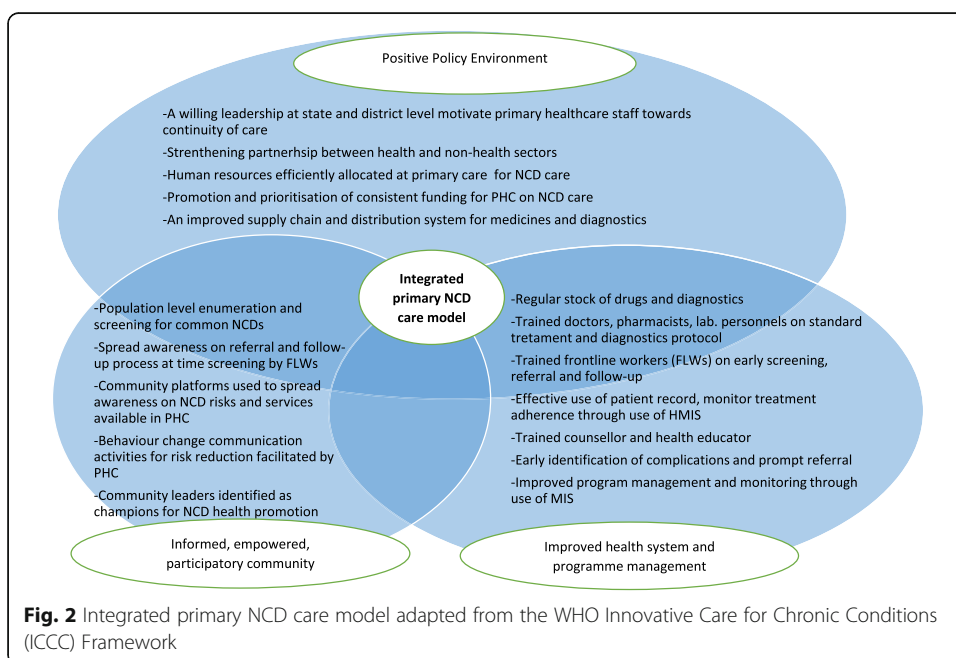 Positive Policy Environment
-A willing leadership at state and district level motivate primary healthcare staff towards
continuity of care
-Strenthening partnerhsip between health and non-health sectors
-Human resources efficiently allocated at primary care for NCD care
-Promotion and prioritisation of consistent funding for PHC on NCD care
-An improved supply chain and distribution system for medicines and diagnostics
Integrated
primary NCD
care model
-Population level enumeration and
screening for common NCDs
-Spread awareness on referral and follow-
up process at time screening by FLWs
-Community platforms used to spread
awareness on NCD risks and services
available in PHC
-Behaviour change communication
activities for risk reduction facilitated by
PHC
-Community leaders identified as
champions for NCD health promotion
-Regular stock of drugs and diagnostics
-Trained doctors, pharmacists, lab. personnels on standard
tretament and diagnostics protocol
-Trained frontline workers (FLWs) on early screening,
referral and follow-up
-Effective use of patient record, monitor treatment
adherence through use of HMIS
-Trained counsellor and health educator
-Early identification of complications and prompt referral
-Improved program management and monitoring through
use of MIS
Informed, empowered,
participatory community
Improved health system and
programme management
Fig. 2 Integrated primary NCD care model adapted from the WHO Innovative Care for Chronic Conditions
(ICCC) Framework